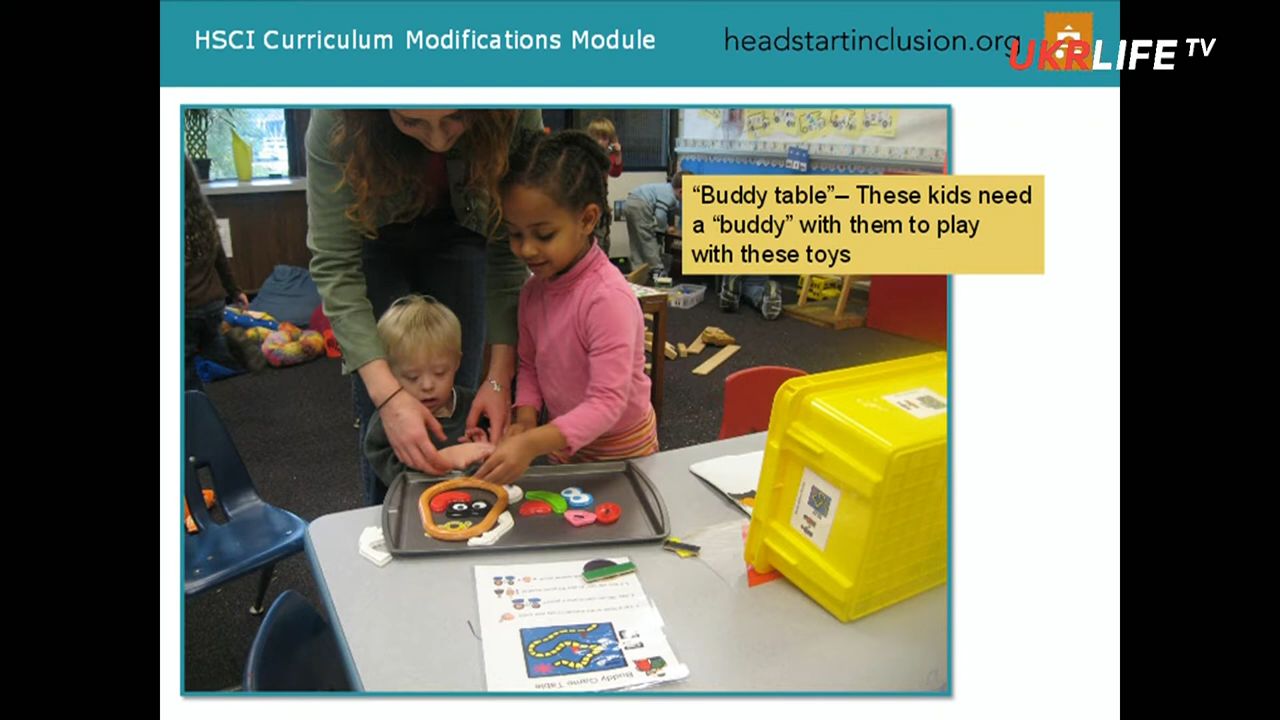 HSCI Curriculum Modifications Module
headstartinclusion.org
UKRLIFE TV
“Buddy table”– These kids need
a “buddy” with them to play
with these toys
Buddy Game Table